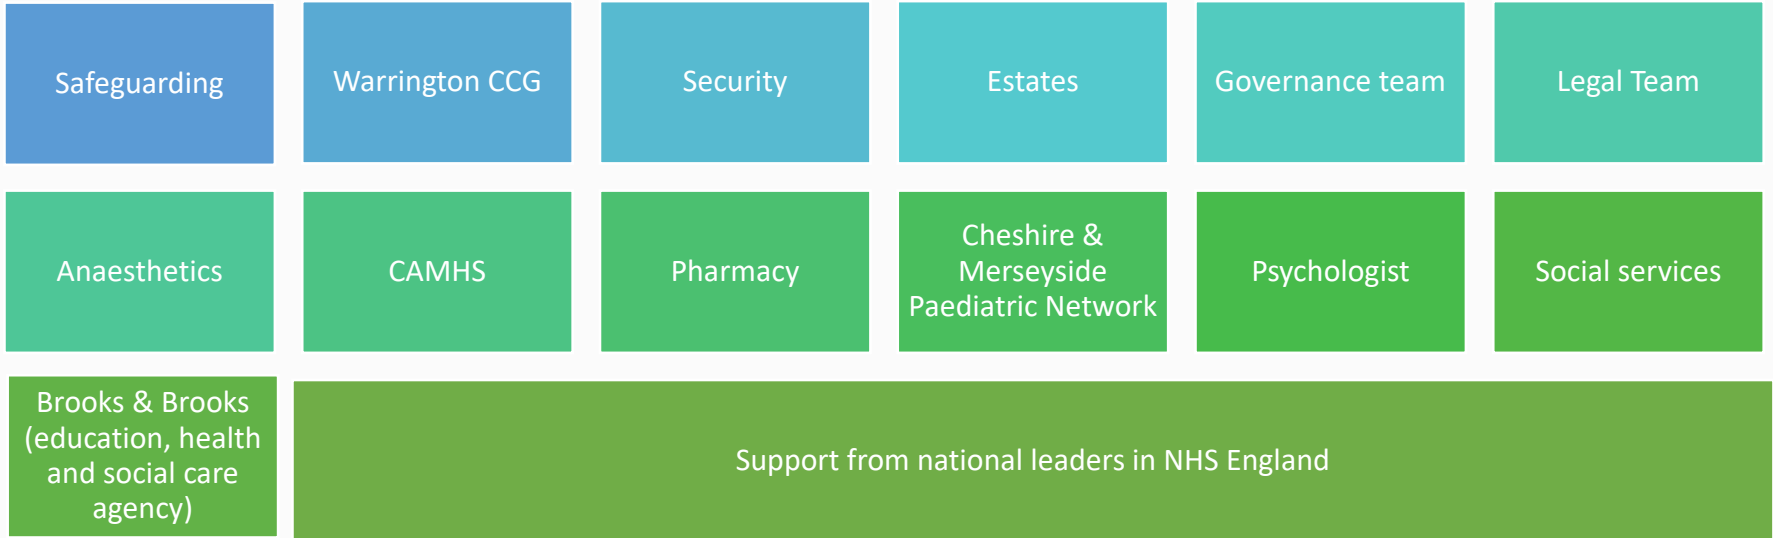 Safeguarding
Warrington CCG
Security
Estates
Governance team
Legal Team
Anaesthetics
CAMHS
Pharmacy
Cheshire &
Merseyside
Paediatric Network
Psychologist
Social services
Brooks & Brooks
(education, health
and social care
agency)
Support from national leaders in NHS England